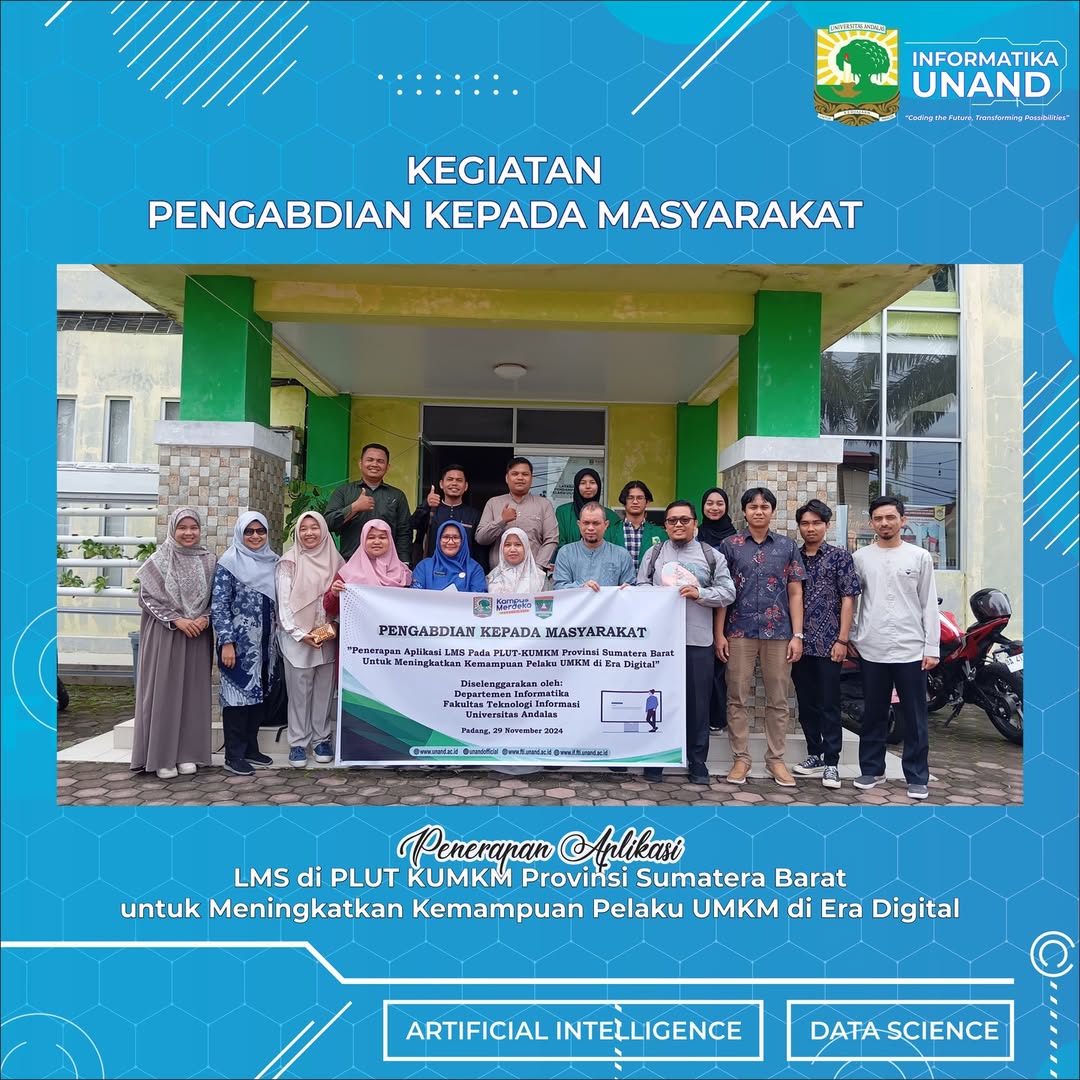 UNIVERSITAS ANDALAS
INFORMATIKA
UNAND
"Coding the Future, Transforming Possibilities"
KEGIATAN
PENGABDIAN KEPADA MASYARAKAT
Kampus
Merdeka
PENGABDIAN KEPADA MASYARAKAT
"Penerapan Aplikasi LMS Pada PLUT-KUMKM Provinsi Sumatera Barat
Untuk Meningkatkan Kemampuan Pelaku UMKM di Era Digital"
Diselenggarakan oleh:
Departemen Informatika
Fakultas Teknologi Informasi
Universitas Andalas
Padang, 29 November 2024
www.unand.ac.id unandofficial www.fti.unand.ac.id www.if.fti.unand.ac.id
Penerapan Aplikasi
LMS di PLUT KUMKM Provinsi Sumatera Barat
untuk Meningkatkan Kemampuan Pelaku UMKM di Era Digital
ARTIFICIAL INTELLIGENCE
DATA SCIENCE